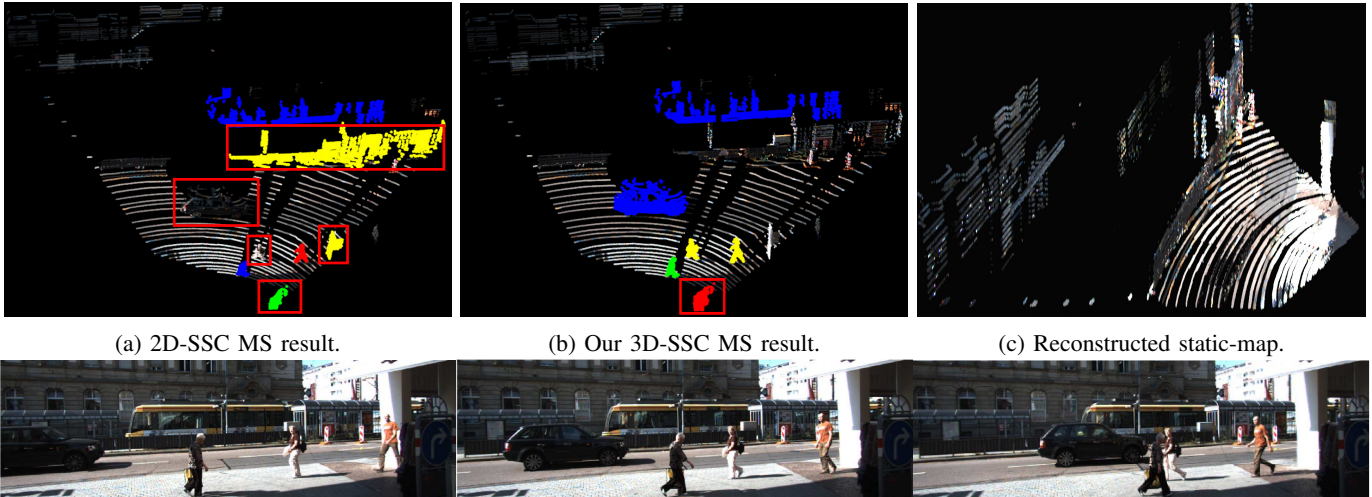 (a) 2D-SSC MS result.
(b) Our 3D-SSC MS result.
(c) Reconstructed static-map.